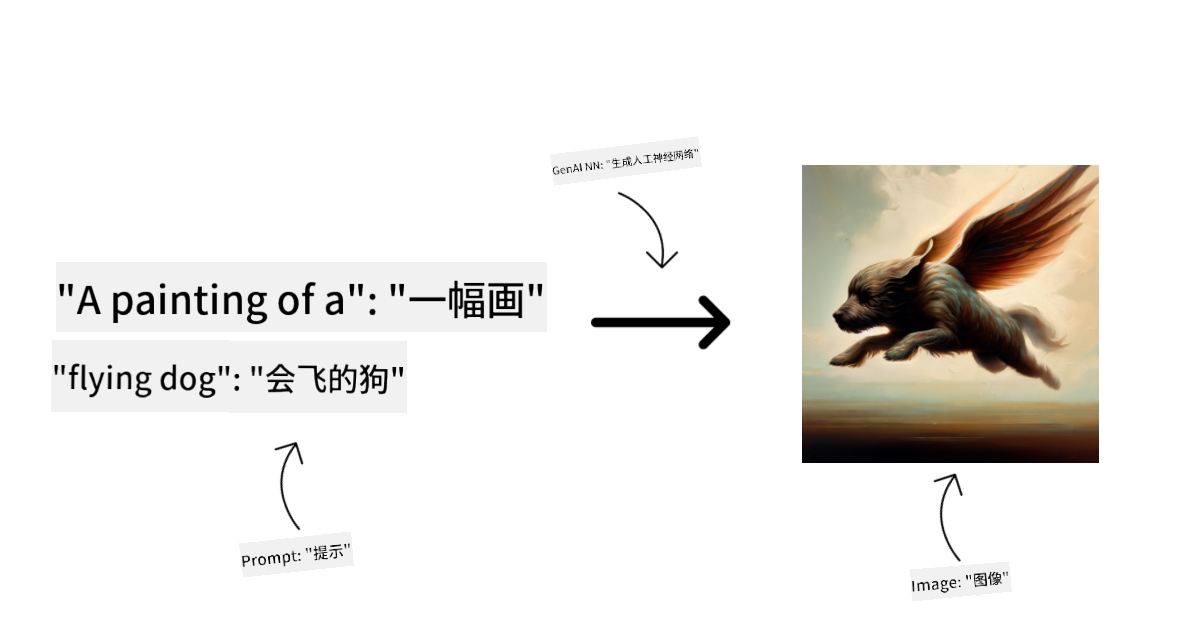 GenAI NN: "生成人工神经网络"
"A painting of a": "一幅画"
"flying dog": "会飞的狗"
Prompt: "提示"
Image: "图像"